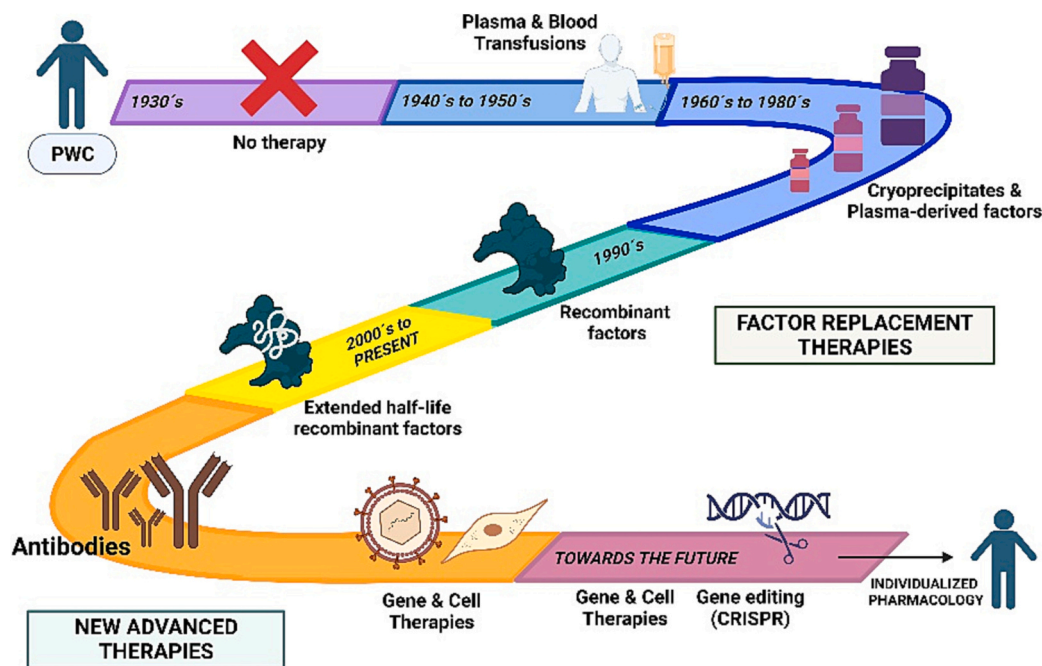 Plasma & Blood
Transfusions
1930´s
1940´s to 1950´s
1960´s to 1980´s
PWC
No therapy
Cryoprecipitates &
Plasma-derived factors
1990´s
Recombinant
factors
FACTOR REPLACEMENT
THERAPIES
2000´s to
PRESENT
Extended half-life
recombinant factors
Antibodies
TOWARDS THE FUTURE
Gene & Cell
Therapies
Gene & Cell
Therapies
Gene editing
(CRISPR)
INDIVIDUALIZED
PHARMACOLOGY
NEW ADVANCED
THERAPIES